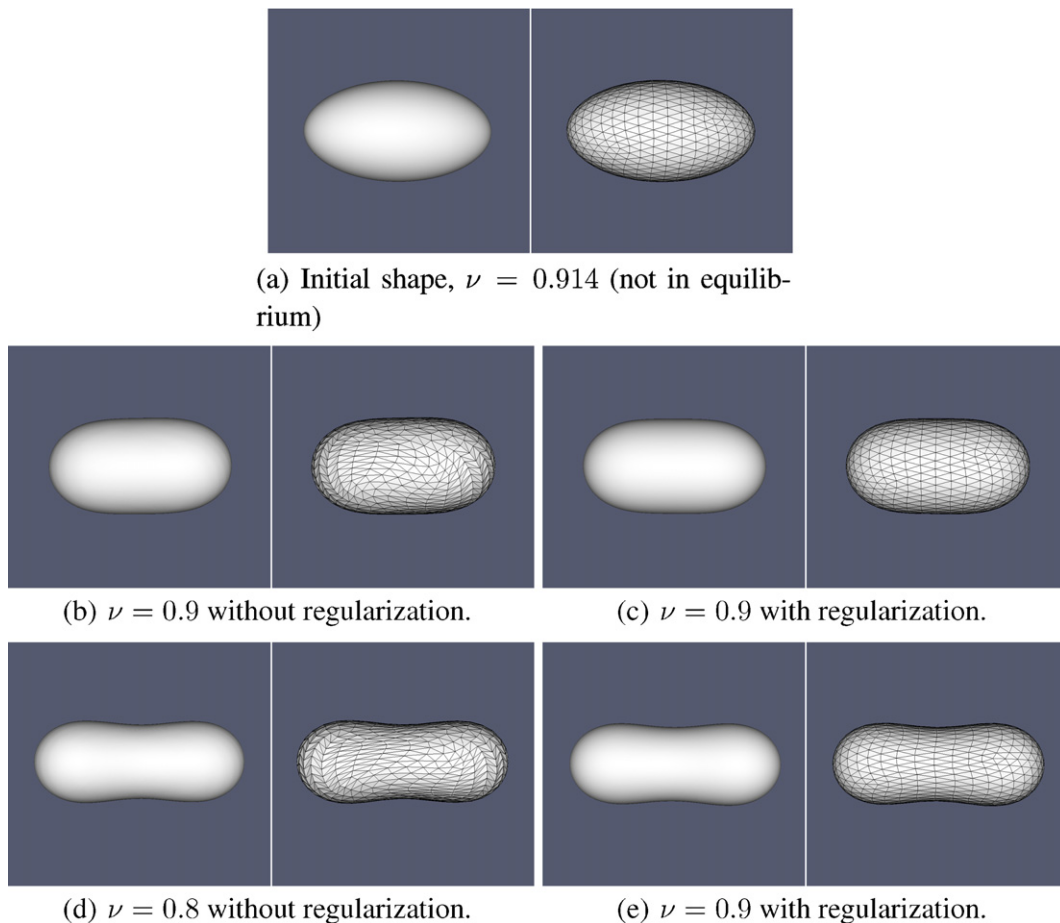 (a) Initial shape, ν = 0.914 (not in equilib-
rium)
(b) ν = 0.9 without regularization.
(c) ν = 0.9 with regularization.
(d) ν = 0.8 without regularization.
(e) ν = 0.9 with regularization.